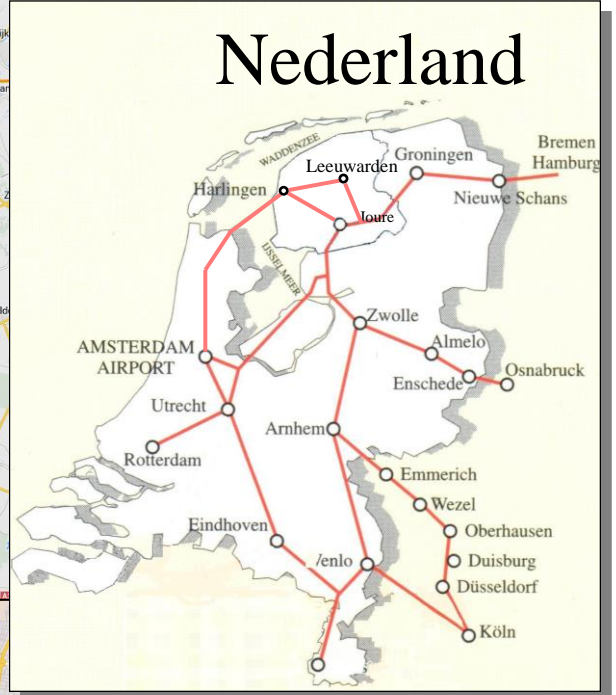 Nederland
WADDENZEE
Leeuwarden
Groningen
Bremen
Hamburg
Harlingen
Nieuwe Schans
Joure
IJSSELMEER
Zwolle
AMSTERDAM
AIRPORT
Almelo
Osnabruck
Enschede
Utrecht
Arnhem
Rotterdam
Emmerich
Wezel
Eindhoven
Oberhausen
/enlo
Duisburg
Düsseldorf
Köln